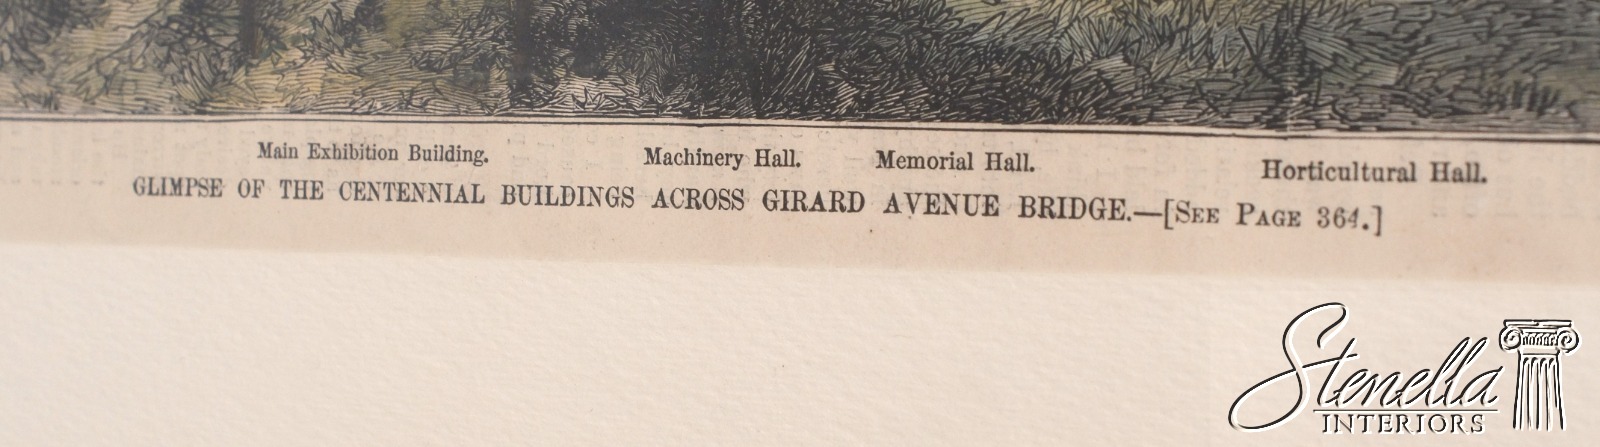 Main Exhibition Building. Machinery Hall. Memorial Hall. Horticultural Hall.
GLIMPSE OF THE CENTENNIAL BUILDINGS ACROSS GIRARD AVENUE BRIDGE.—[SEE PAGE 364.]
Stenella
INTERIORS